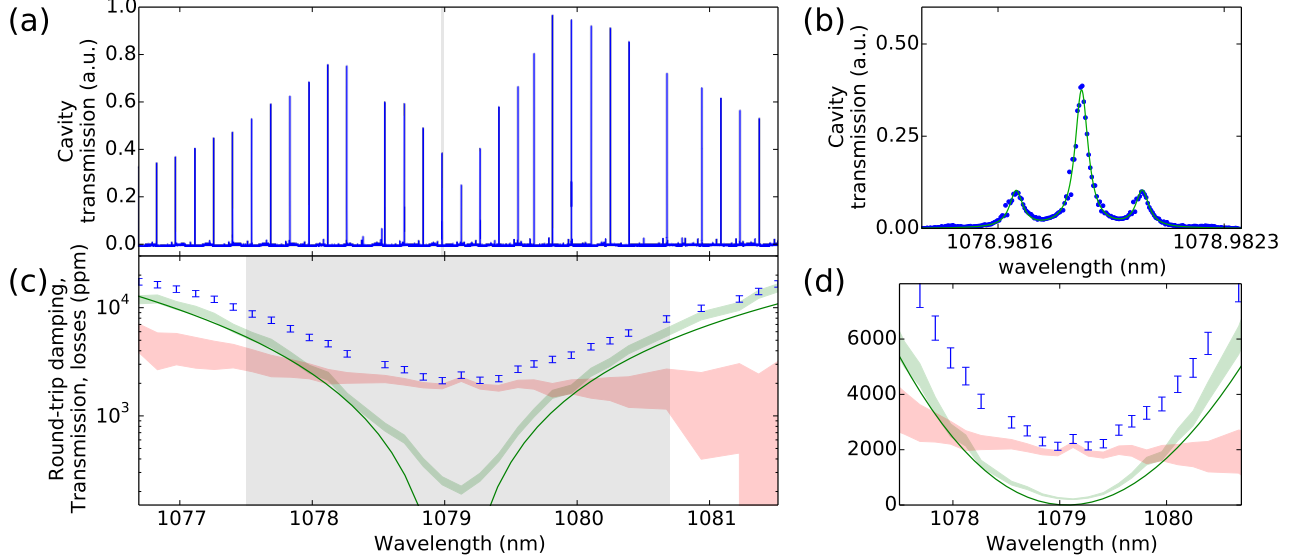 (a)
Cavity
transmission (a.u.)
1.0
0.8
0.6
0.4
0.2
0.0
(b)
Cavity
transmission (a.u.)
0.50
0.25
0.00
1078.9816
1078.9823
wavelength (nm)
(c)
Round-trip damping,
Transmission, losses (ppm)
10⁴
10³
1077
1078
1079
1080
1081
Wavelength (nm)
(d)
6000
4000
2000
0
1078
1079
1080
Wavelength (nm)